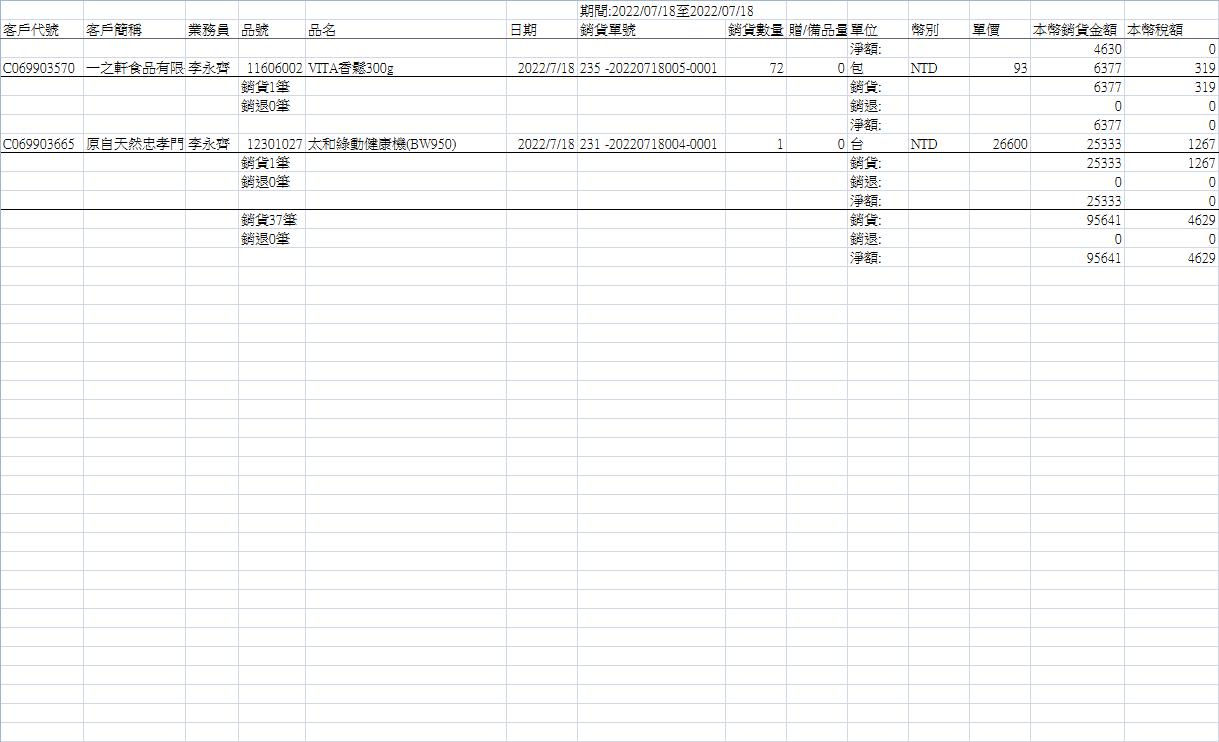 期間:2022/07/18至2022/07/18
客戶代號 客戶簡稱 業務員 品號 品名 日期 銷貨單號 銷貨數量 贈/備品量 單位 幣別 單價 本幣銷貨金額 本幣稅額
淨額: 4630 0
C069903570 一之軒食品有限 李永齊 11606002 VITA香鬆300g 2022/7/18 235 -20220718005-0001 72 0 包 NTD 93 6377 319
銷貨1筆 銷貨: 6377 319
銷退0筆 銷退: 0 0
淨額: 6377 0
C069903665 原自天然忠孝門 李永齊 12301027 太和綠動健康機(BW950) 2022/7/18 231 -20220718004-0001 1 0 台 NTD 26600 25333 1267
銷貨1筆 銷貨: 25333 1267
銷退0筆 銷退: 0 0
淨額: 25333 0
銷貨37筆 銷貨: 95641 4629
銷退0筆 銷退: 0 0
淨額: 95641 4629